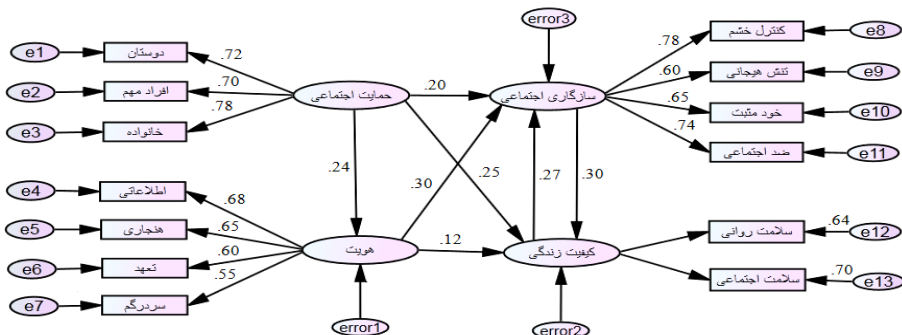 error3
e1
دوستان
.72
e2
افراد مهم
.70
e3
خانواده
.78
حمایت اجتماعی
.20
سازگاری اجتماعی
.78
کنترل خشم
e8
.60
تنش هیجانی
e9
.65
خود مثبت
e10
.74
ضد اجتماعی
e11
.24
.30
.25
.27
.30
e4
اطلاعاتی
.68
e5
هنجاری
.65
e6
تعهد
.60
e7
سردرگم
.55
هویت
.12
کیفیت زندگی
سلامت روانی
.64
e12
سلامت اجتماعی
.70
e13
error1
error2